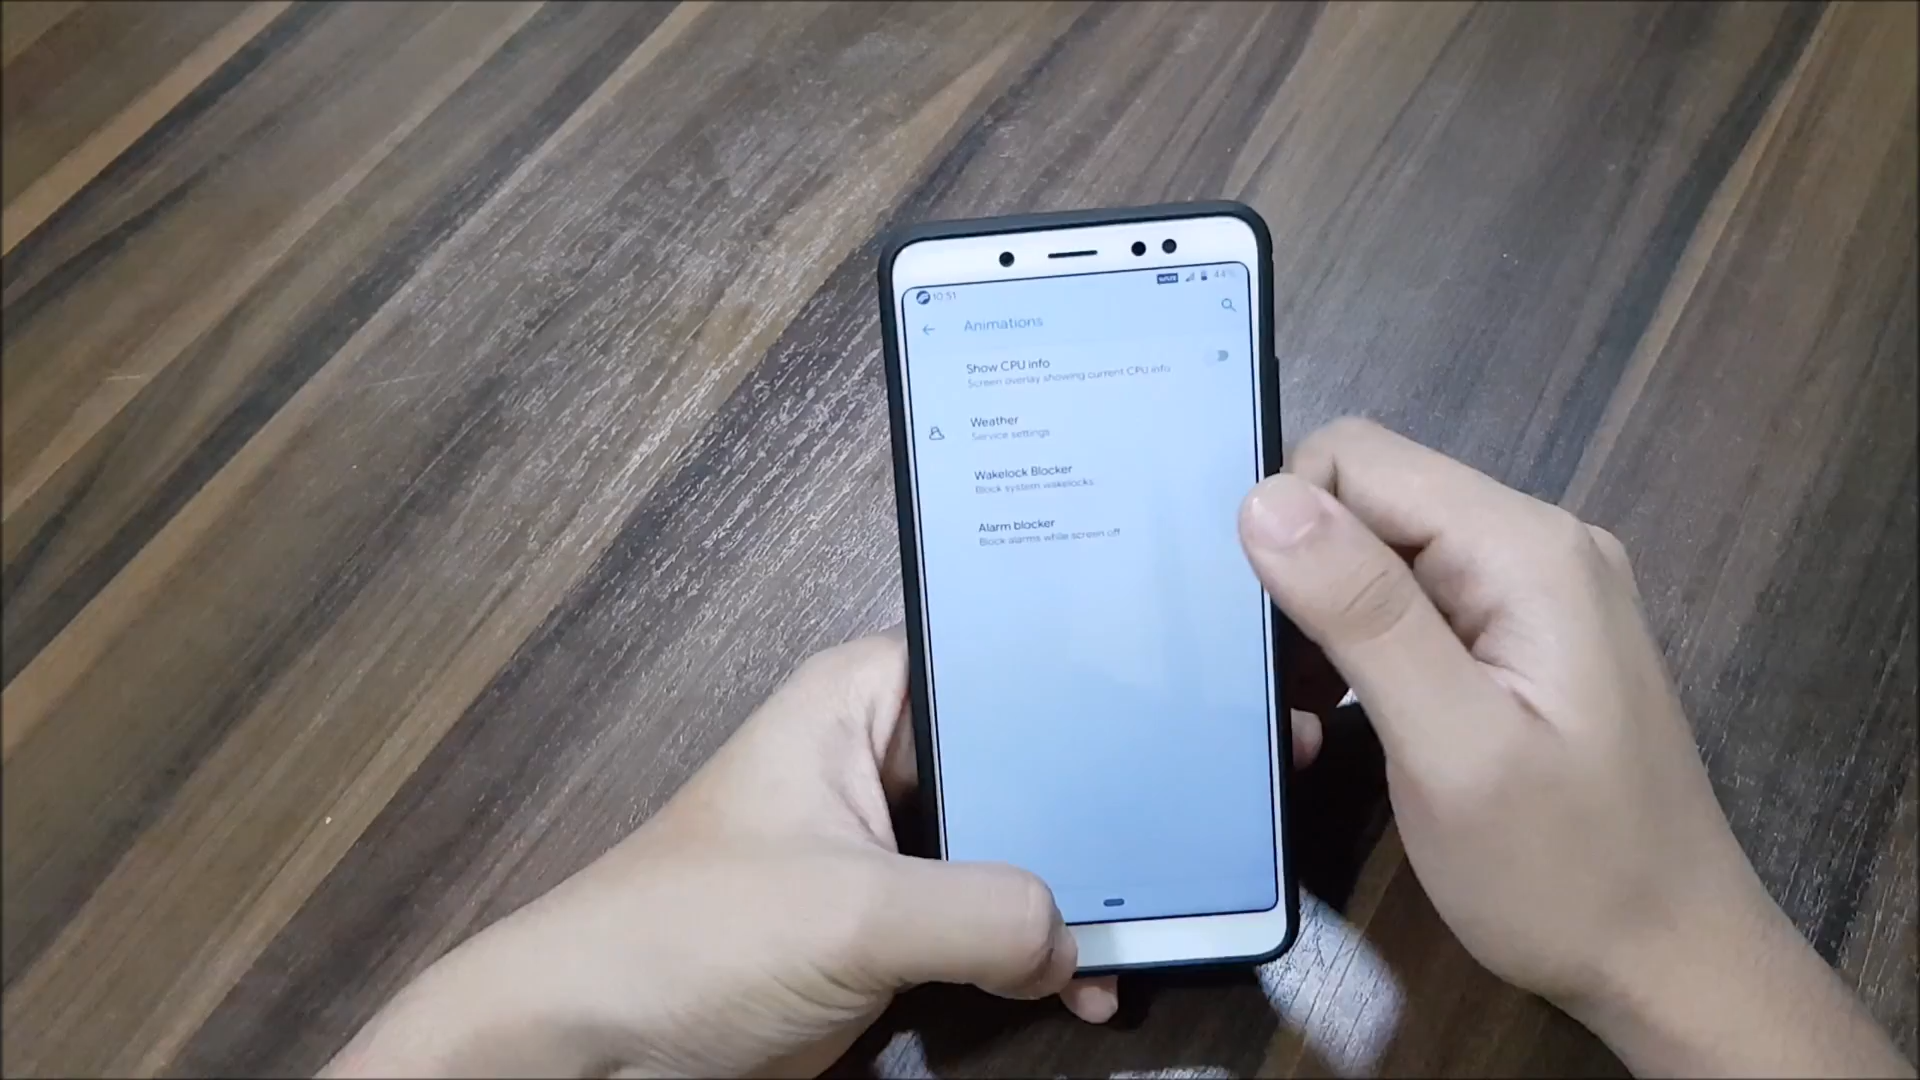 10:51
44%
Animations
Show CPU info
Screen overlay showing current CPU info
Weather
Service settings
Wakelock Blocker
Block system wakelocks
Alarm blocker
Block alarms while screen off